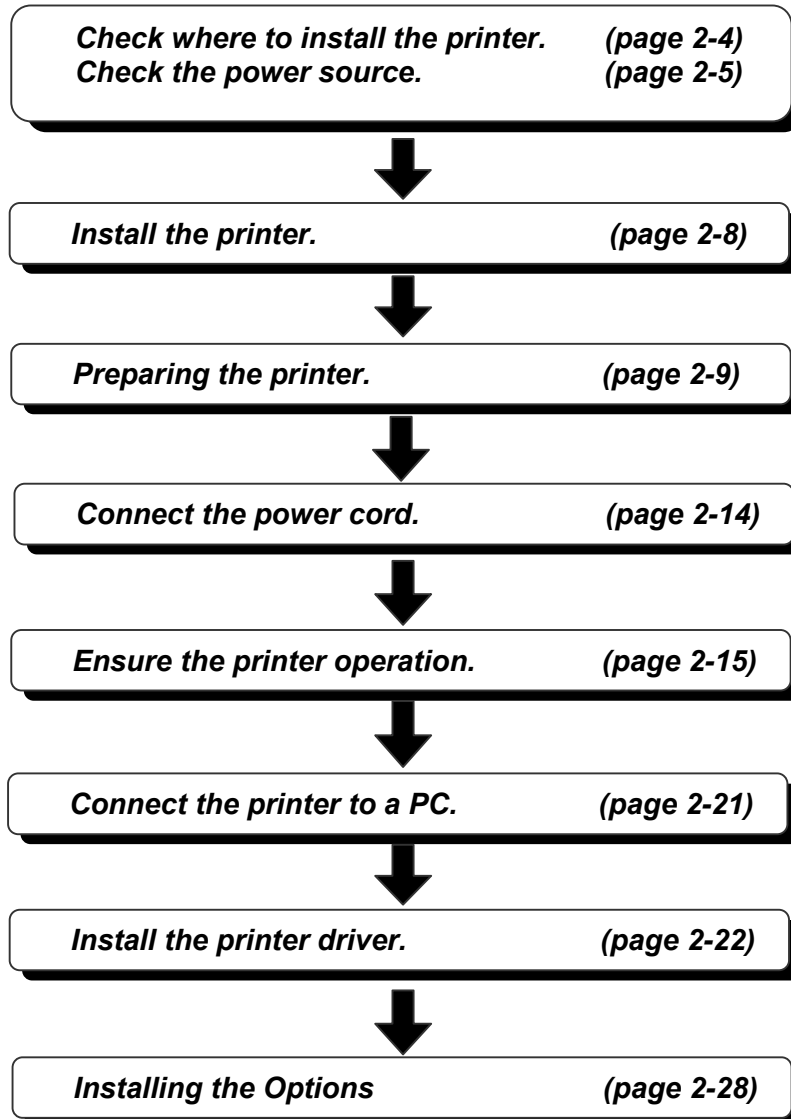 Check where to install the printer. (page 2-4)
Check the power source. (page 2-5)
Install the printer. (page 2-8)
Preparing the printer. (page 2-9)
Connect the power cord. (page 2-14)
Ensure the printer operation. (page 2-15)
Connect the printer to a PC. (page 2-21)
Install the printer driver. (page 2-22)
Installing the Options (page 2-28)